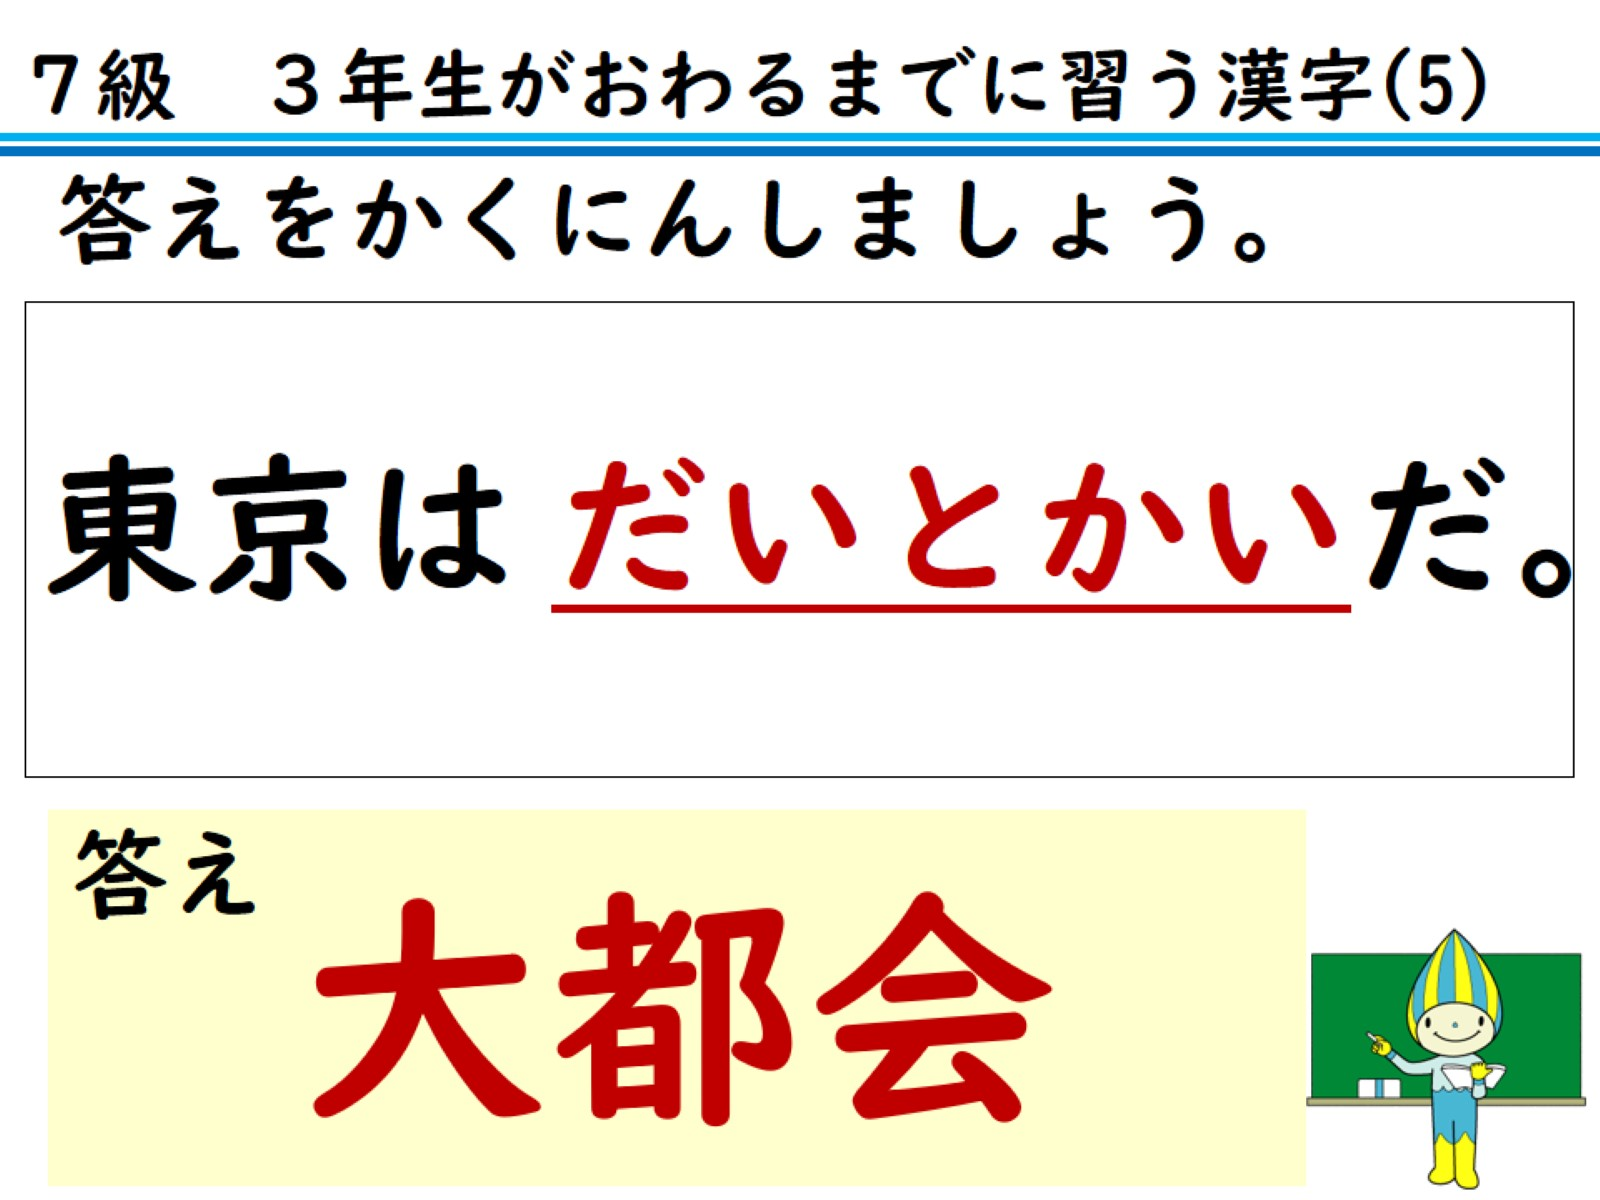 ７級　３年生がおわるまでに習う漢字(5)
答えをかくにんしましょう。
東京は だいとかいだ。
答え
大都会